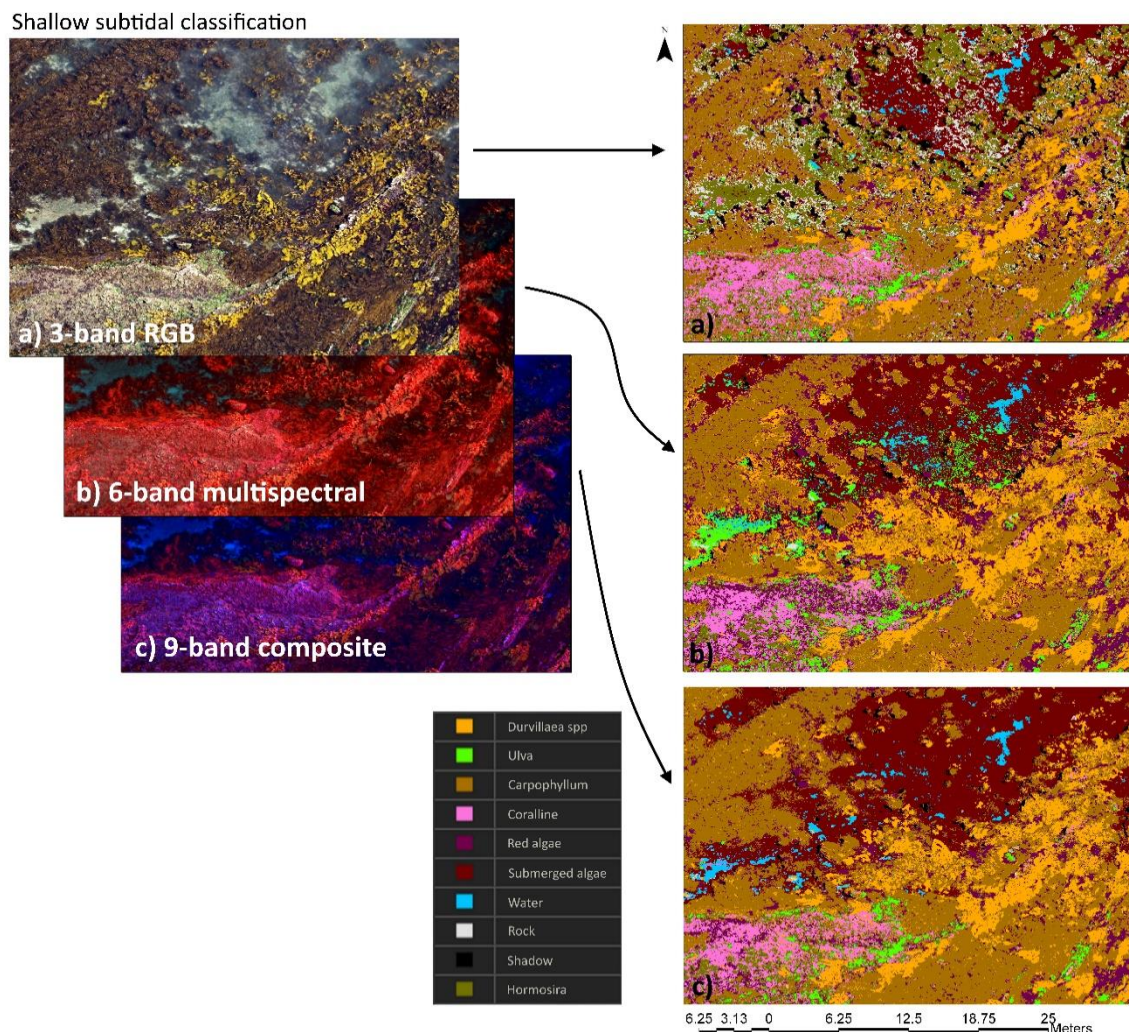 Shallow subtidal classification
N
a) 3-band RGB
a)
b) 6-band multispectral
b)
c) 9-band composite
c)
Durvillaea spp
Ulva
Carpophyllum
Coralline
Red algae
Submerged algae
Water
Rock
Shadow
Hormosira
6.25 3.13 0 6.25 12.5 18.75 25
Meters